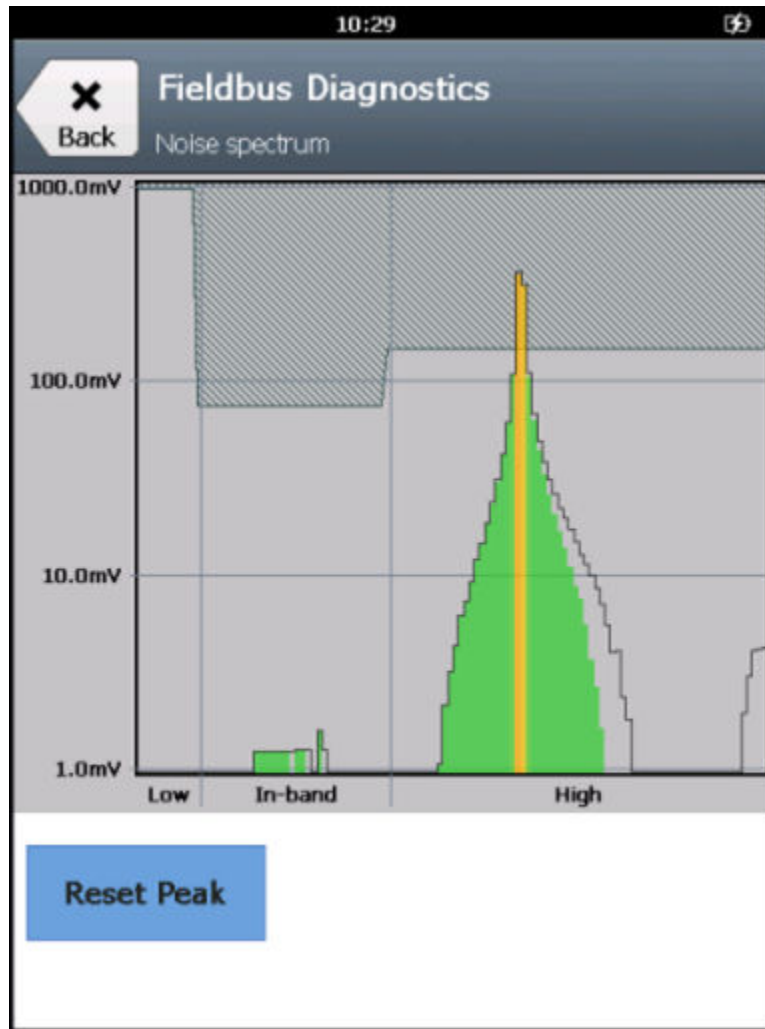 10:29
Fieldbus Diagnostics
Back
Noise spectrum
1000.0mV
100.0mV
10.0mV
1.0mV
Low In-band High
Reset Peak